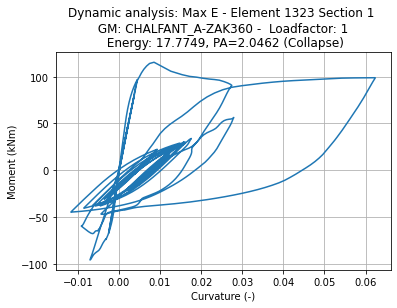 Dynamic analysis: Max E - Element 1323 Section 1
GM: CHALFANT_A-ZAK360 - Loadfactor: 1
Energy: 17.7749, PA=2.0462 (Collapse)
Moment (kNm)
100
50
0
−50
−100
−0.01 0.00 0.01 0.02 0.03 0.04 0.05 0.06
Curvature (-)